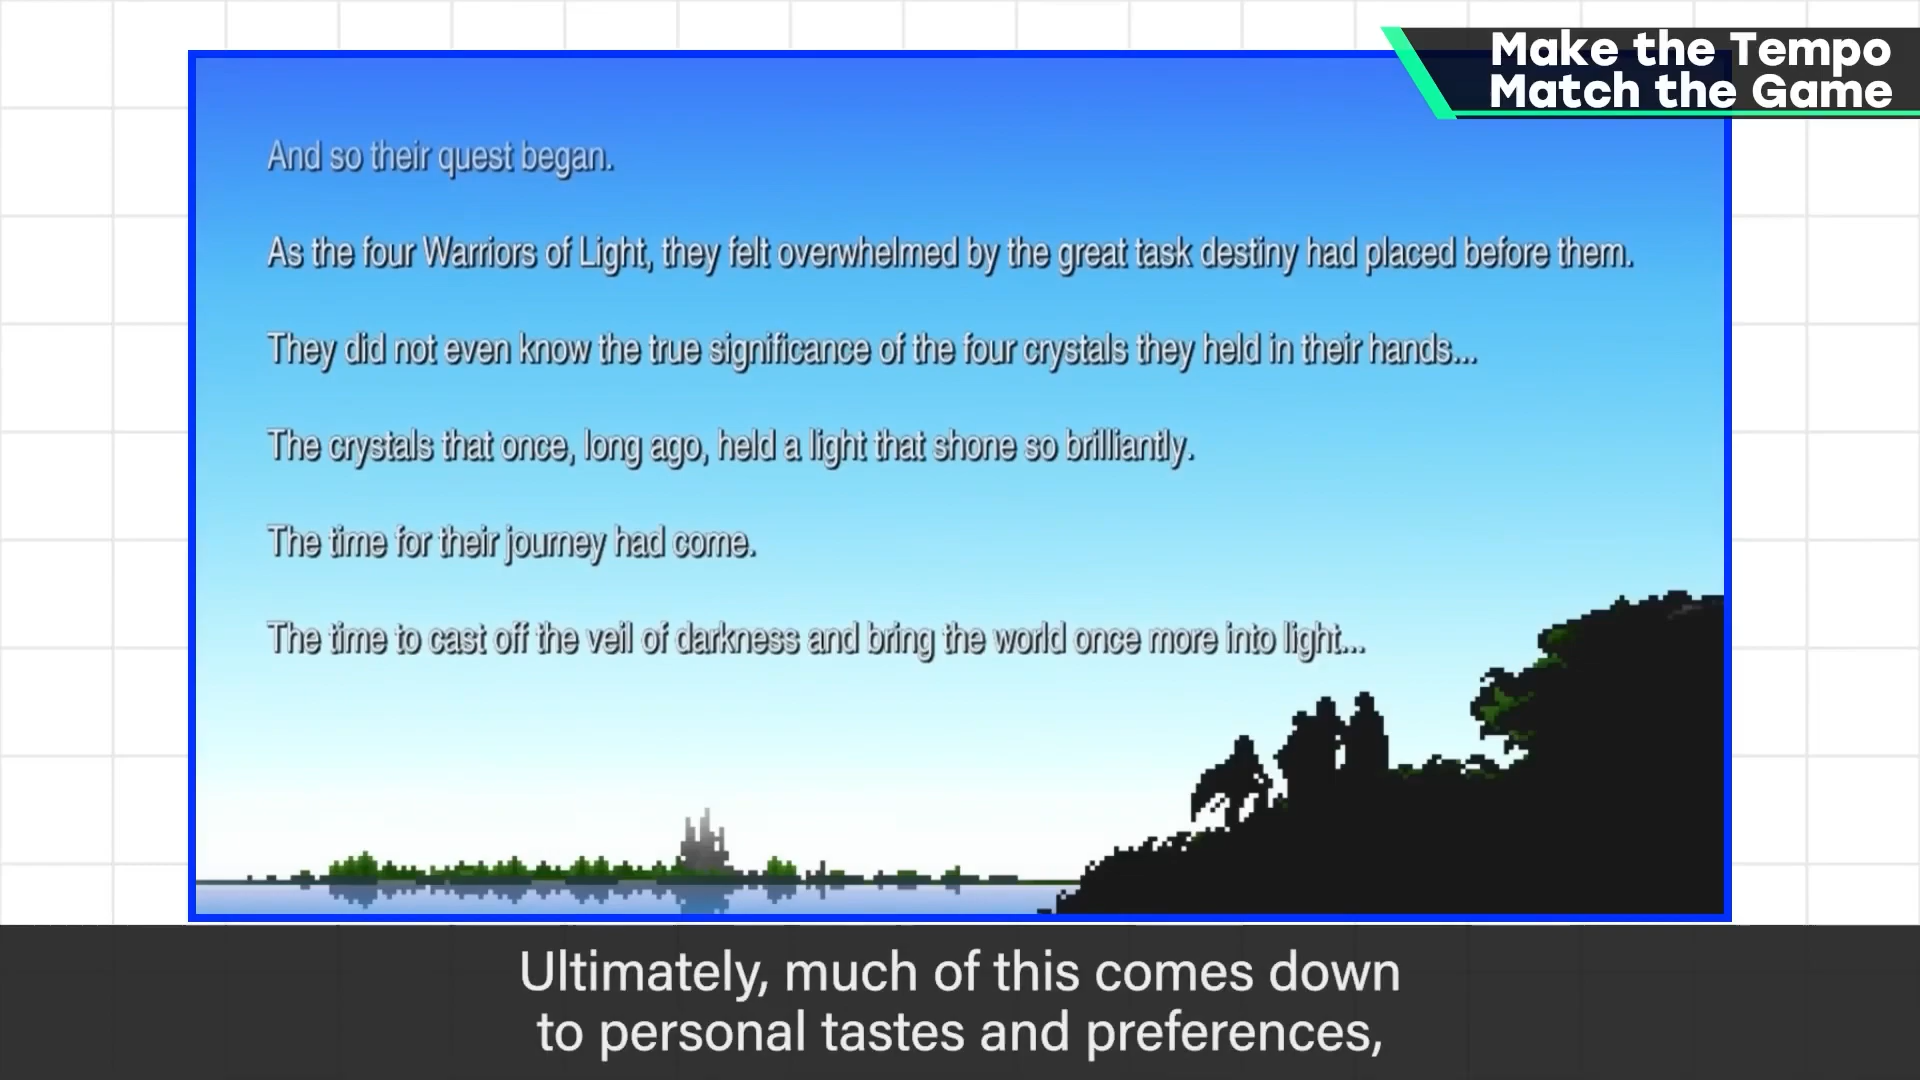 Make the Tempo
Match the Game
And so their quest began.
As the four Warriors of Light, they felt overwhelmed by the great task destiny had placed before them.
They did not even know the true significance of the four crystals they held in their hands...
The crystals that once, long ago, held a light that shone so brilliantly.
The time for their journey had come.
The time to cast off the veil of darkness and bring the world once more into light...
Ultimately, much of this comes down
to personal tastes and preferences,